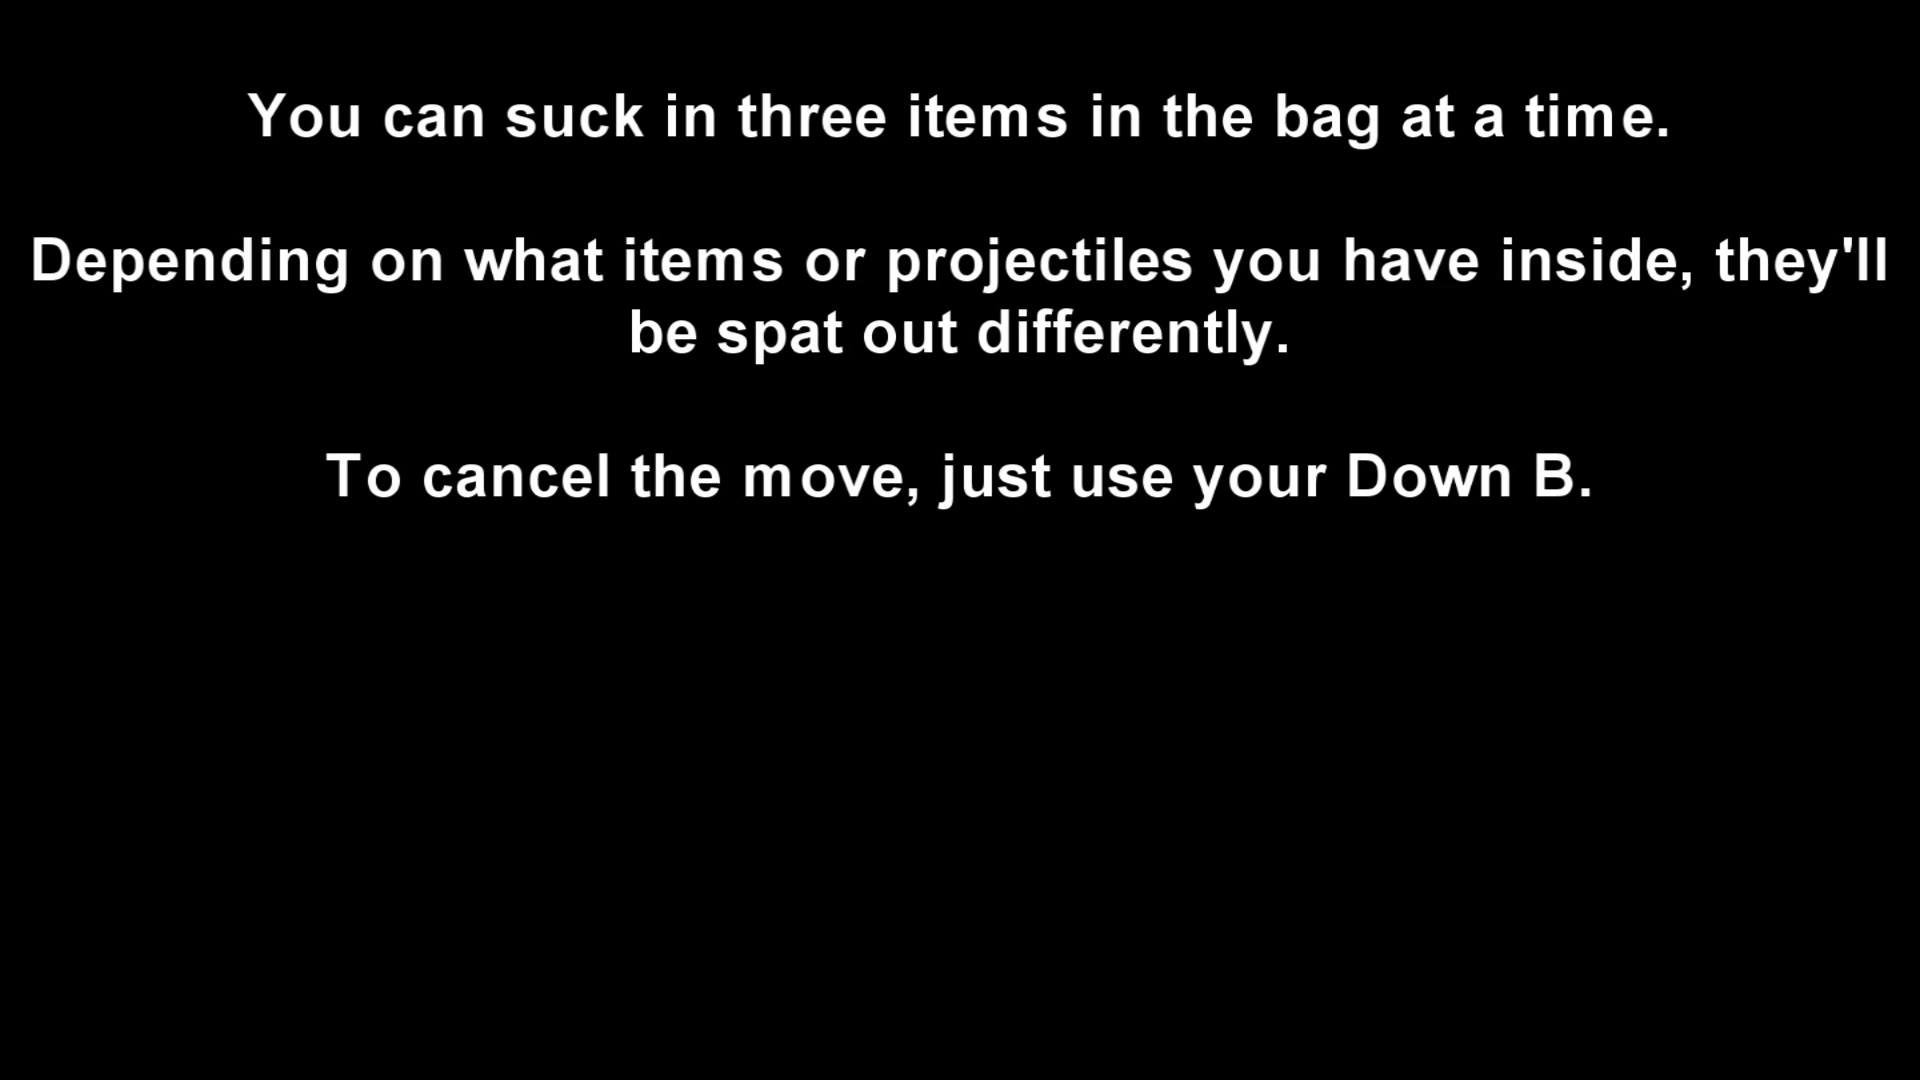 You can suck in three items in the bag at a time.
Depending on what items or projectiles you have inside, they'll
be spat out differently.
To cancel the move, just use your Down B.